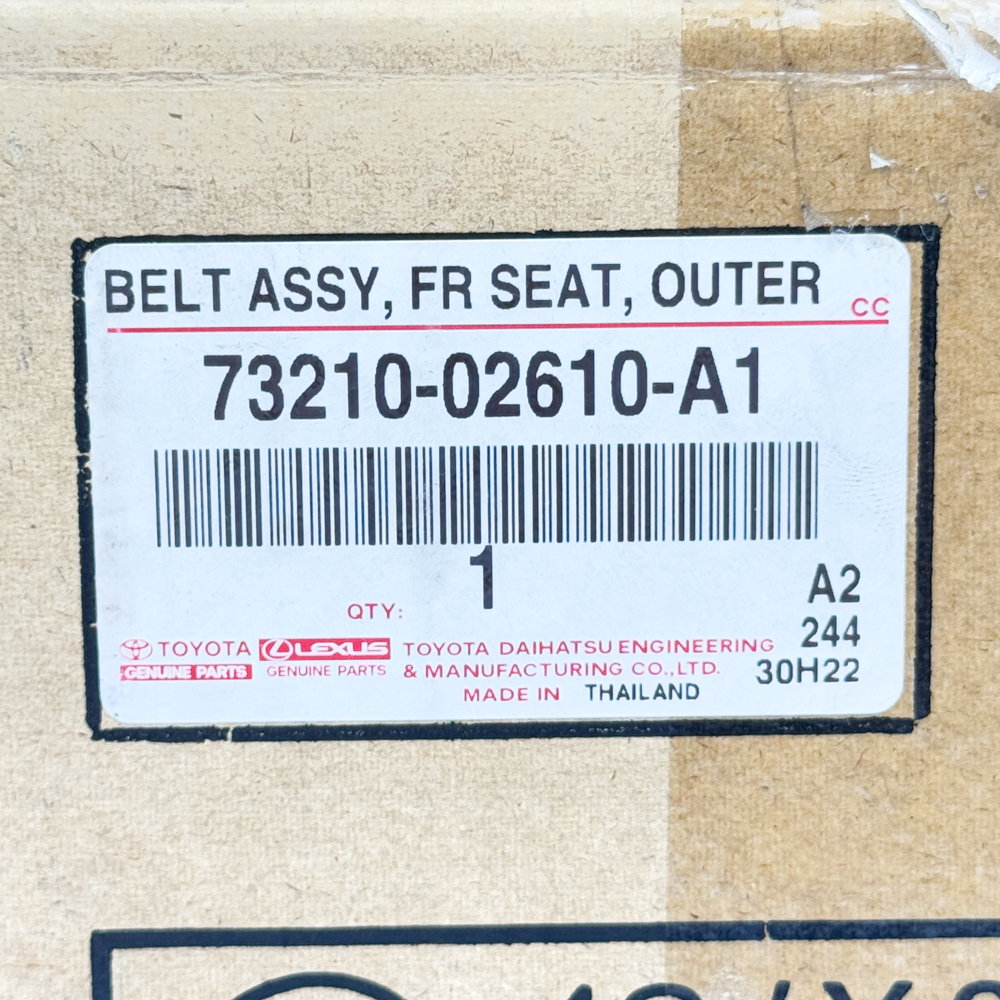 BELT ASSY, FR SEAT, OUTER
CC
73210-02610-A1
1
QTY:
A2
244
30H22
TOYOTA
GENUINE PARTS
LEXUS
GENUINE PARTS
TOYOTA DAIHATSU ENGINEERING
& MANUFACTURING CO.,LTD.
MADE IN THAILAND